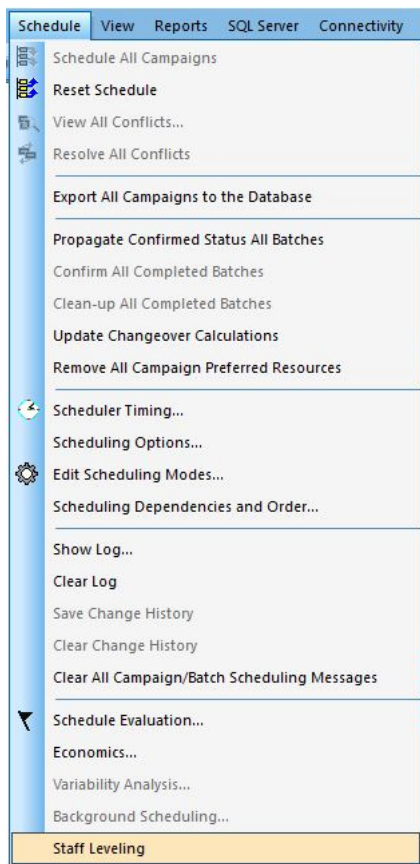 Schedule View Reports SQL Server Connectivity
Schedule All Campaigns
Reset Schedule
View All Conflicts...
Resolve All Conflicts
Export All Campaigns to the Database
Propagate Confirmed Status All Batches
Confirm All Completed Batches
Clean-up All Completed Batches
Update Changeover Calculations
Remove All Campaign Preferred Resources
Scheduler Timing...
Scheduling Options...
Edit Scheduling Modes...
Scheduling Dependencies and Order...
Show Log...
Clear Log
Save Change History
Clear Change History
Clear All Campaign/Batch Scheduling Messages
Schedule Evaluation...
Economics...
Variability Analysis...
Background Scheduling...
Staff Leveling